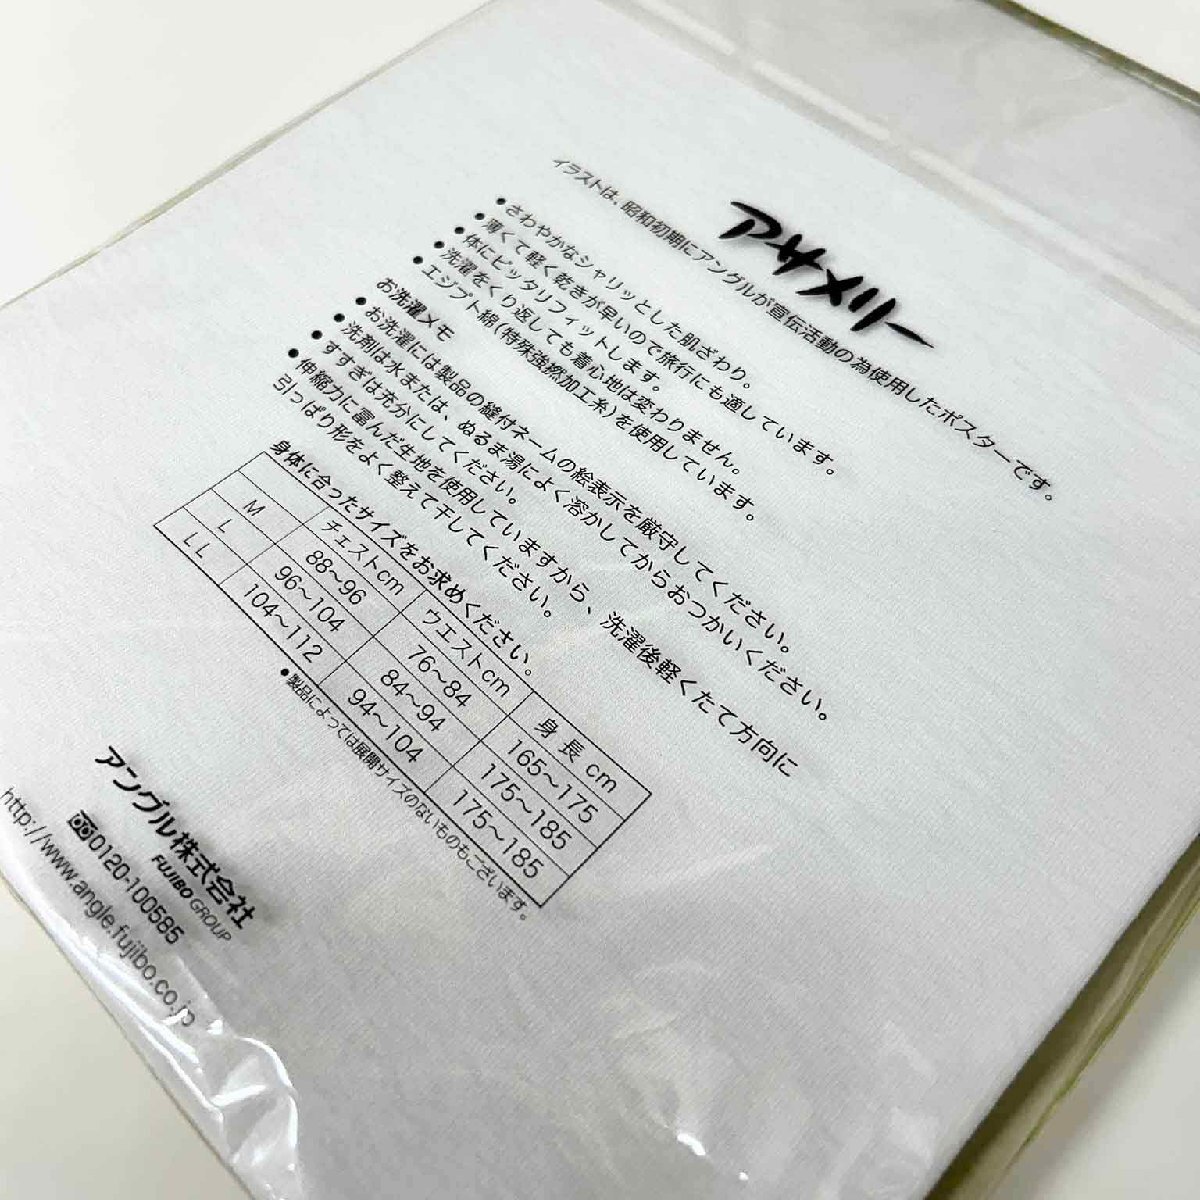 アサメリー
イラストは、昭和初期にアングルが宣伝活動の為使用したポスターです。
●さわやかなシャリッとした肌ざわり。
●薄くて軽く乾きが早いので旅行にも適しています。
●体にピッタリフィットします。
●洗濯をくり返しても着心地は変わりません。
●エジプト綿(特殊強撚加工糸)を使用しています。
お洗濯メモ
●お洗濯には製品の縫付ネームの絵表示を厳守してください。
●洗剤は水または、ぬるま湯によく溶かしてからおつかいください。
●すすぎは充分にしてください。
●伸縮力に富んだ生地を使用していますから、洗濯後軽くたて方向に
引っぱり形をよく整えて干してください。
身体に合ったサイズをお求めください。
チェストcm ウエストcm 身長cm
M 88〜96 76〜84 165〜175
L 96〜104 84〜94 175〜185
LL 104〜112 94〜104 175〜185
●製品によっては展開サイズのないものもございます。
アングル株式会社
FUJIBO GROUP
0120-100585
http://www.angle.fujibo.co.jp